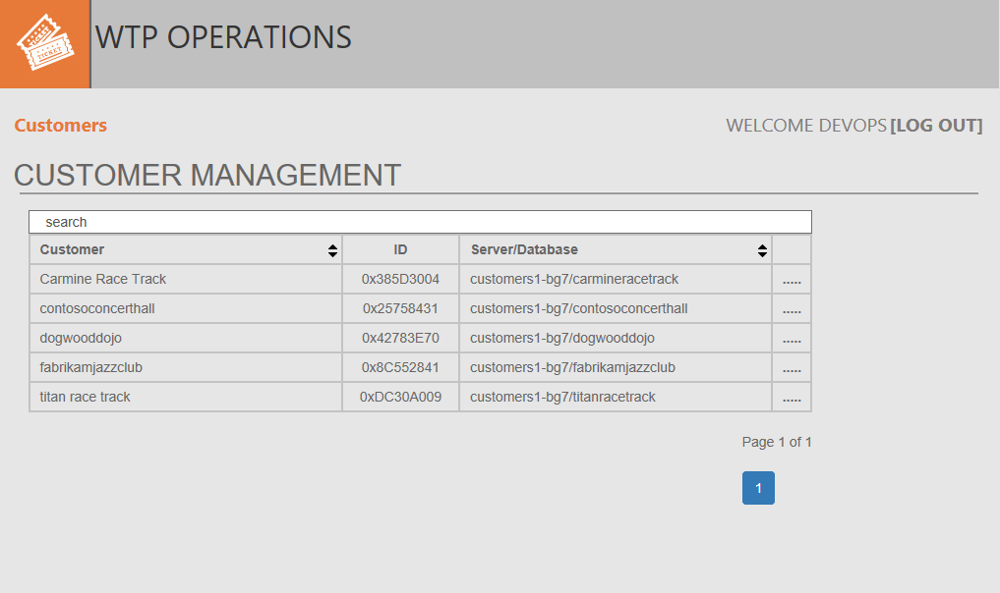 TICKET
TICKET
WTP OPERATIONS
Customers
WELCOME DEVOPS [LOG OUT]
CUSTOMER MANAGEMENT
search
Customer ID Server/Database
Carmine Race Track 0x385D3004 customers1-bg7/carmineracetrack .....
contosoconcerthall 0x25758431 customers1-bg7/contosoconcerthall .....
dogwooddojo 0x42783E70 customers1-bg7/dogwooddojo .....
fabrikamjazzclub 0x8C552841 customers1-bg7/fabrikamjazzclub .....
titan race track 0xDC30A009 customers1-bg7/titanracetrack .....
Page 1 of 1
1